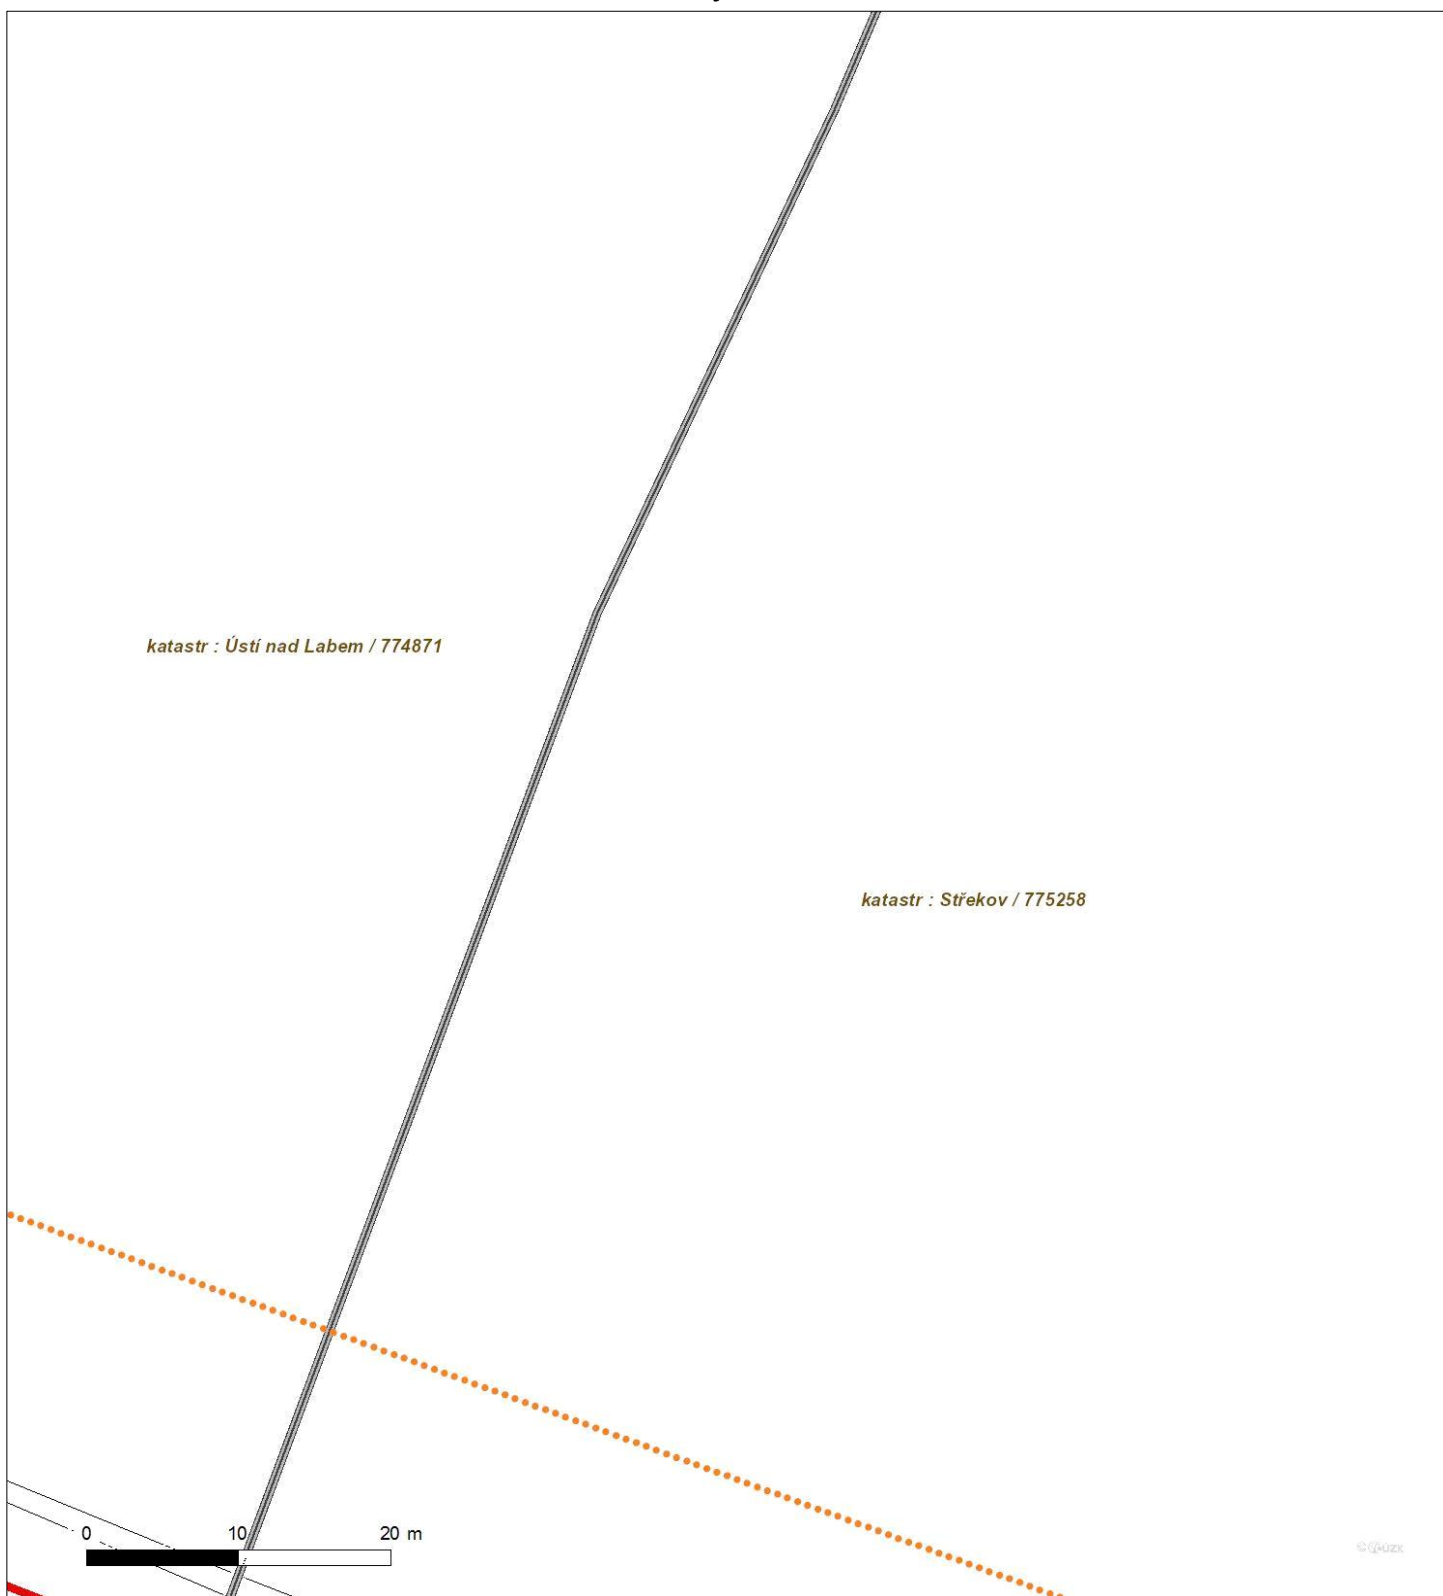 katastr : Ústí nad Labem / 774871
katastr : Střekov / 775258
0 10 20 m